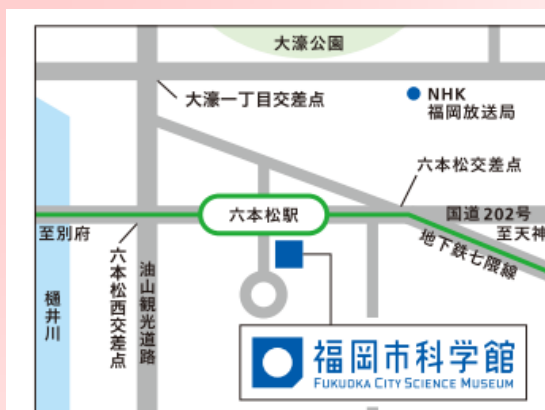 大濠公園
大濠一丁目交差点
NHK
福岡放送局
六本松交差点
六本松駅
国道202号
至別府
至天神
地下鉄七隈線
六本松西交差点
油山観光道路
樋井川
福岡市科学館
FUKUOKA CITY SCIENCE MUSEUM